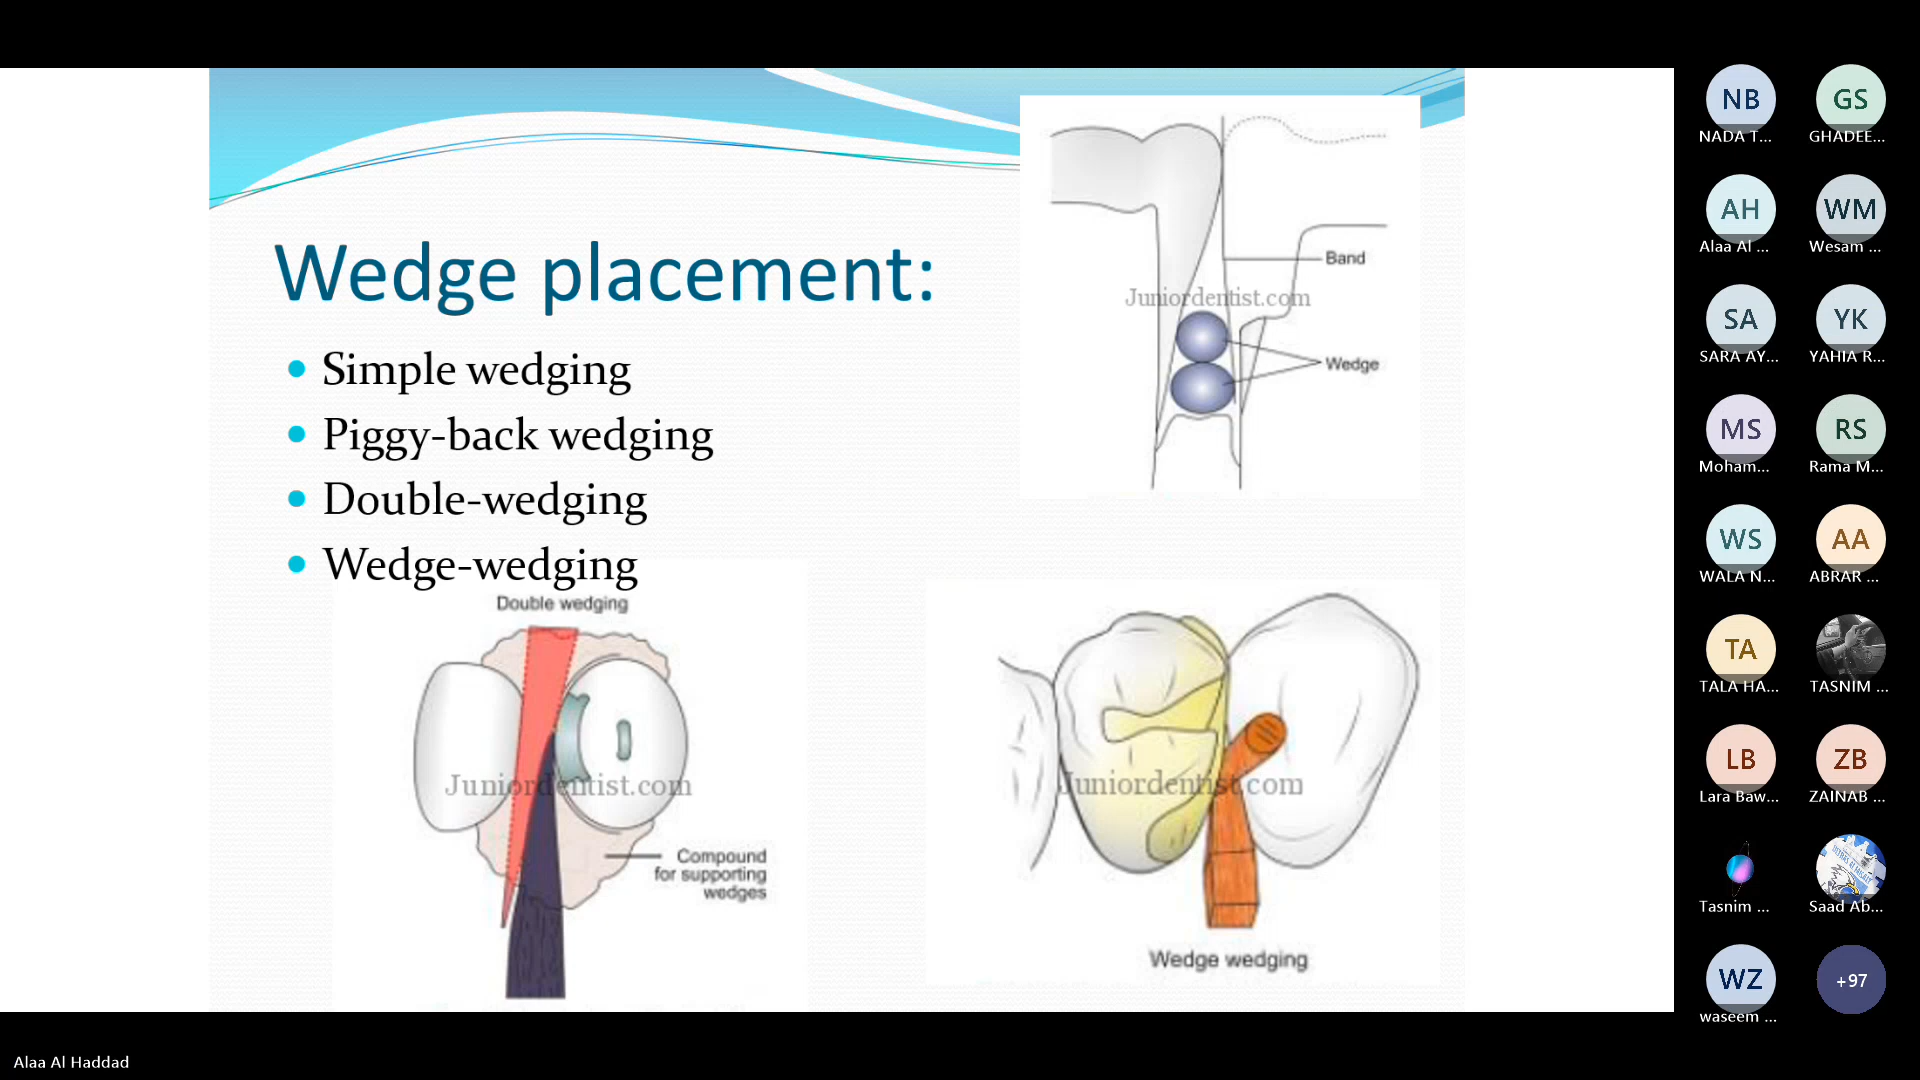 Wedge placement:
Simple wedging
Piggy-back wedging
Double-wedging
Wedge-wedging
Band
Juniordentist.com
Wedge
Double wedging
Juniordentist.com
Compound
for supporting
wedges
Juniordentist.com
Wedge wedging
NB
NADA T...
GS
GHADEE...
AH
Alaa Al ...
WM
Wesam ...
SA
SARA AY...
YK
YAHIA R...
MS
Moham...
RS
Rama M...
WS
WALA N...
AA
ABRAR ...
TA
TALA HA...
TASNIM ...
LB
Lara Baw...
ZB
ZAINAB ...
Tasnim ...
Saad Ab...
WZ
waseem ...
+97
Alaa Al Haddad